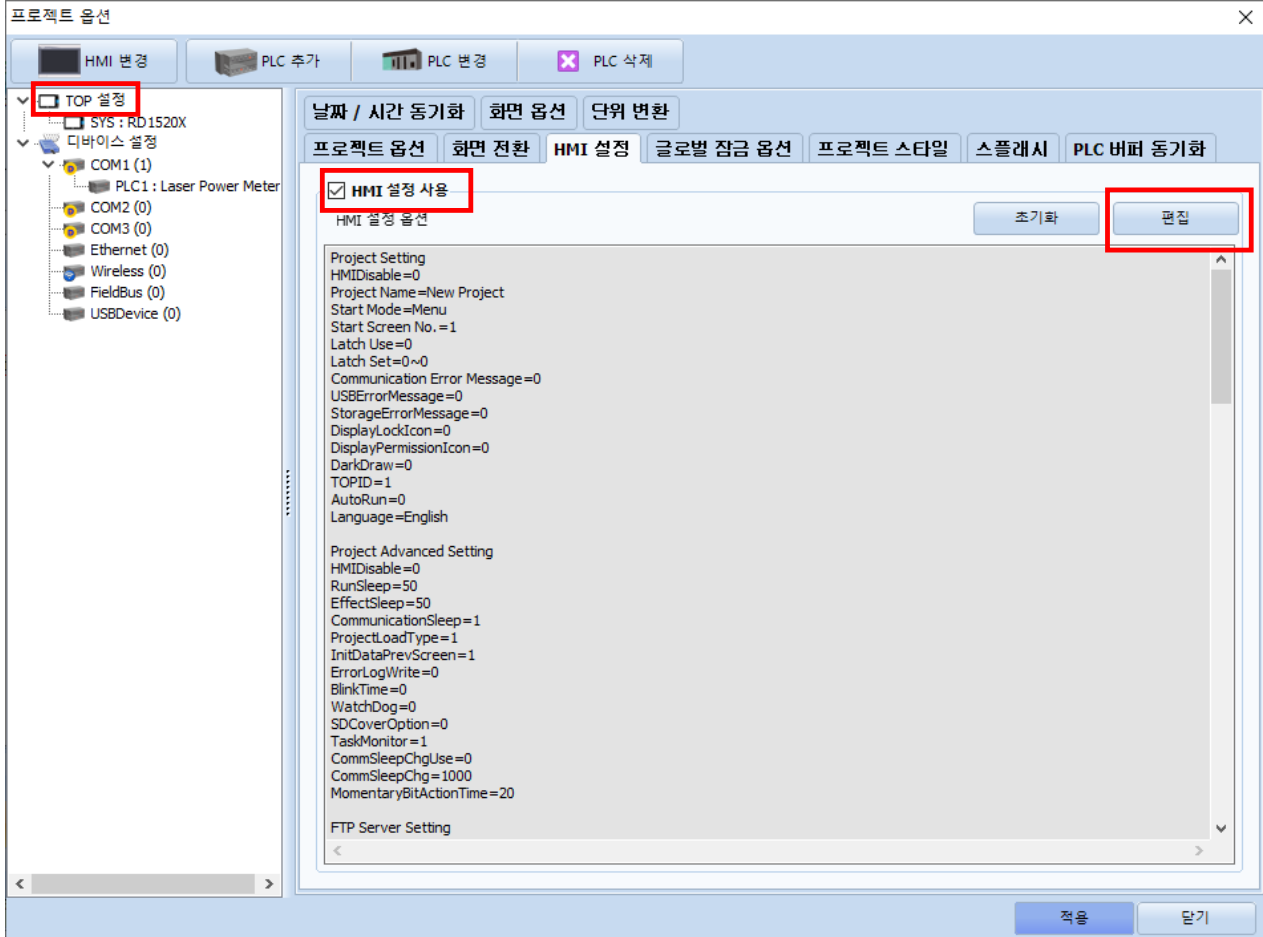 프로젝트 옵션
HMI 변경
PLC 추가
PLC 변경
PLC 삭제
TOP 설정
SYS : RD1520X
디바이스 설정
COM1 (1)
PLC1 : Laser Power Meter
COM2 (0)
COM3 (0)
Ethernet (0)
Wireless (0)
FieldBus (0)
USBDevice (0)
날짜 / 시간 동기화 화면 옵션 단위 변환
프로젝트 옵션 화면 전환 HMI 설정 글로벌 잠금 옵션 프로젝트 스타일 스플래시 PLC 버퍼 동기화
HMI 설정 사용
HMI 설정 옵션
초기화
편집
Project Setting
HMIDisable=0
Project Name=New Project
Start Mode=Menu
Start Screen No.=1
Latch Use=0
Latch Set=0~0
Communication Error Message=0
USBErrorMessage=0
StorageErrorMessage=0
DisplayLockIcon=0
DisplayPermissionIcon=0
DarkDraw=0
TOPID=1
AutoRun=0
Language=English
Project Advanced Setting
HMIDisable=0
RunSleep=50
EffectSleep=50
CommunicationSleep=1
ProjectLoadType=1
InitDataPrevScreen=1
ErrorLogWrite=0
BlinkTime=0
WatchDog=0
SDCoverOption=0
TaskMonitor=1
CommSleepChgUse=0
CommSleepChg=1000
MomentaryBitActionTime=20
FTP Server Setting
적용
닫기